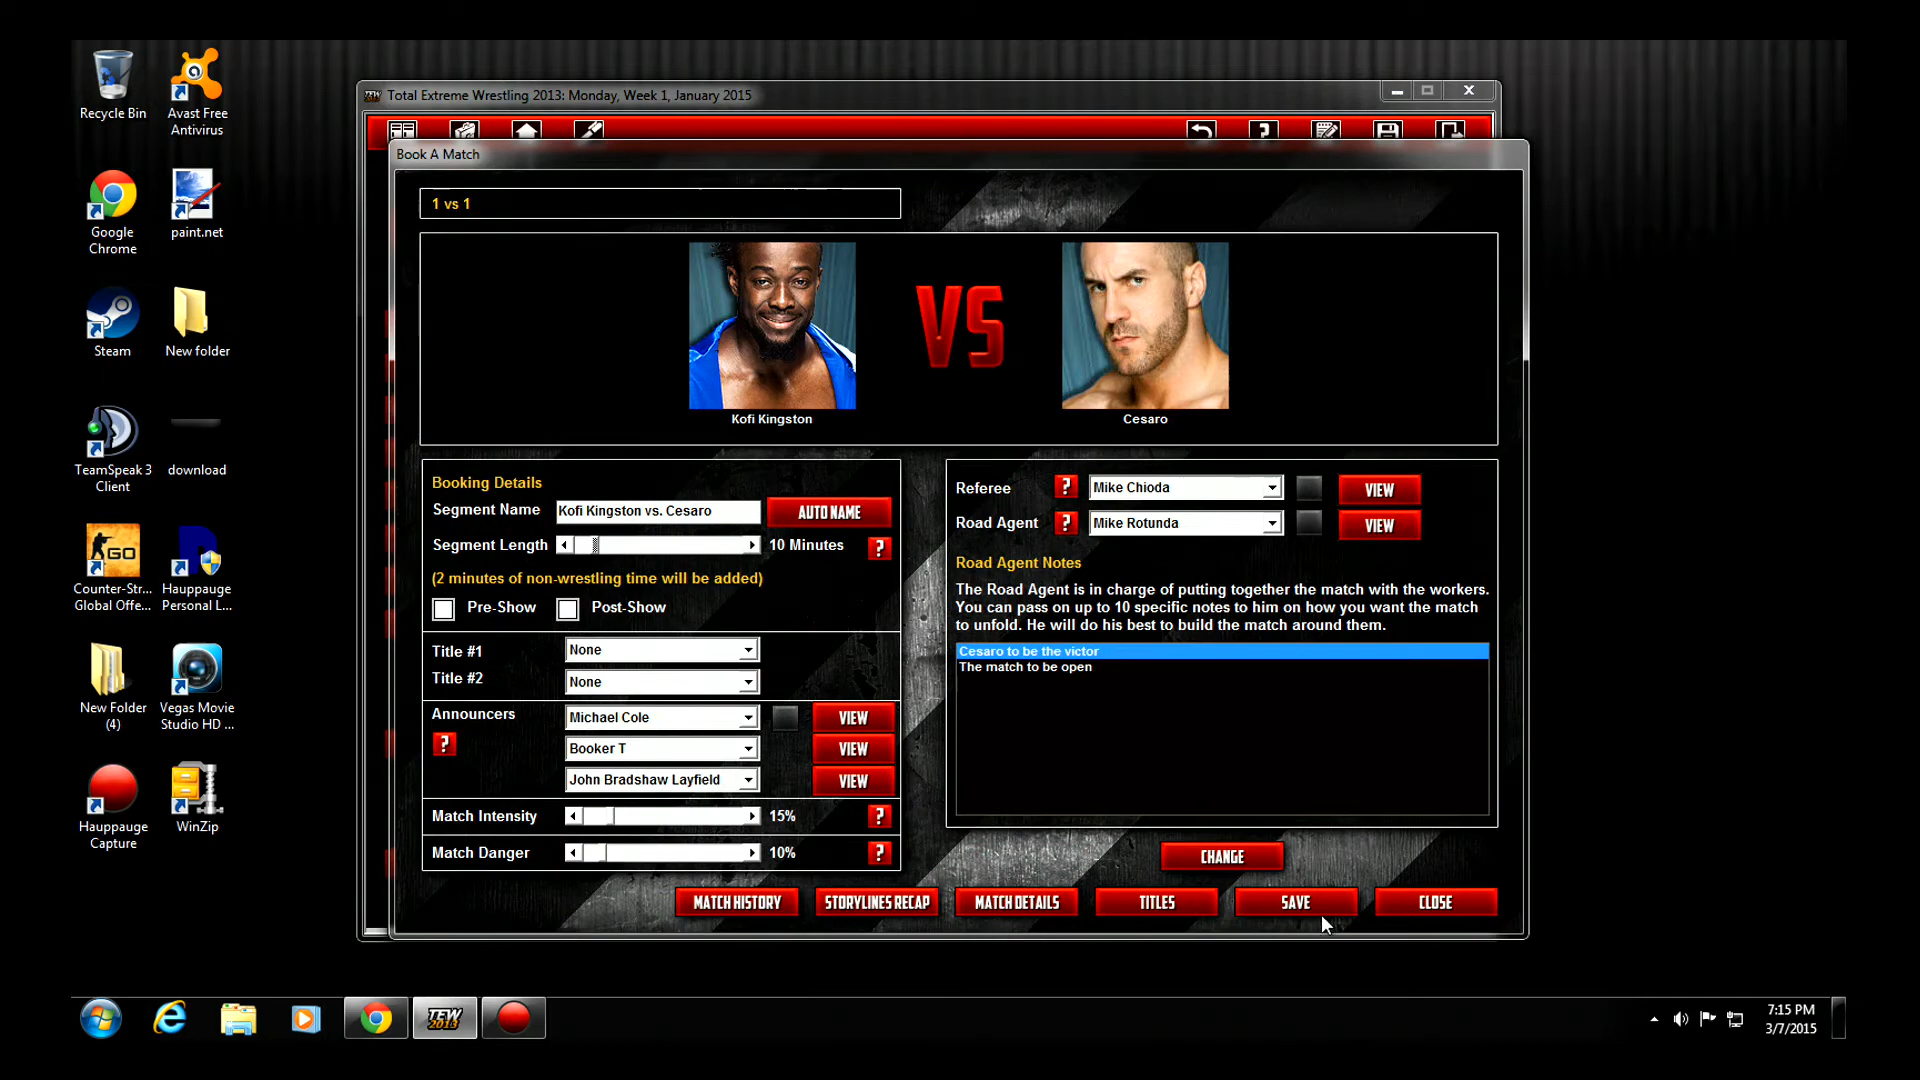 Recycle Bin
Avast Free
Antivirus
Google
Chrome
paint.net
Steam
New folder
TeamSpeak 3
Client
download
GO
Counter-Str...
Global Offe...
Hauppauge
Personal L...
New Folder
(4)
Vegas Movie
Studio HD ...
Hauppauge
Capture
WinZip
TEW Total Extreme Wrestling 2013: Monday, Week 1, January 2015
?
Book A Match
1 vs 1
VS
Kofi Kingston
Cesaro
Booking Details
Segment Name
Kofi Kingston vs. Cesaro
AUTO NAME
Segment Length
10 Minutes
?
(2 minutes of non-wrestling time will be added)
Pre-Show
Post-Show
Title #1
None
Title #2
None
Announcers
Michael Cole
VIEW
?
Booker T
VIEW
John Bradshaw Layfield
VIEW
Match Intensity
15%
?
Match Danger
10%
?
Referee
?
Mike Chioda
VIEW
Road Agent
?
Mike Rotunda
VIEW
Road Agent Notes
The Road Agent is in charge of putting together the match with the workers.
You can pass on up to 10 specific notes to him on how you want the match
to unfold. He will do his best to build the match around them.
Cesaro to be the victor
The match to be open
CHANGE
MATCH HISTORY
STORYLINES RECAP
MATCH DETAILS
TITLES
SAVE
CLOSE
TEW
2013
7:15 PM
3/7/2015